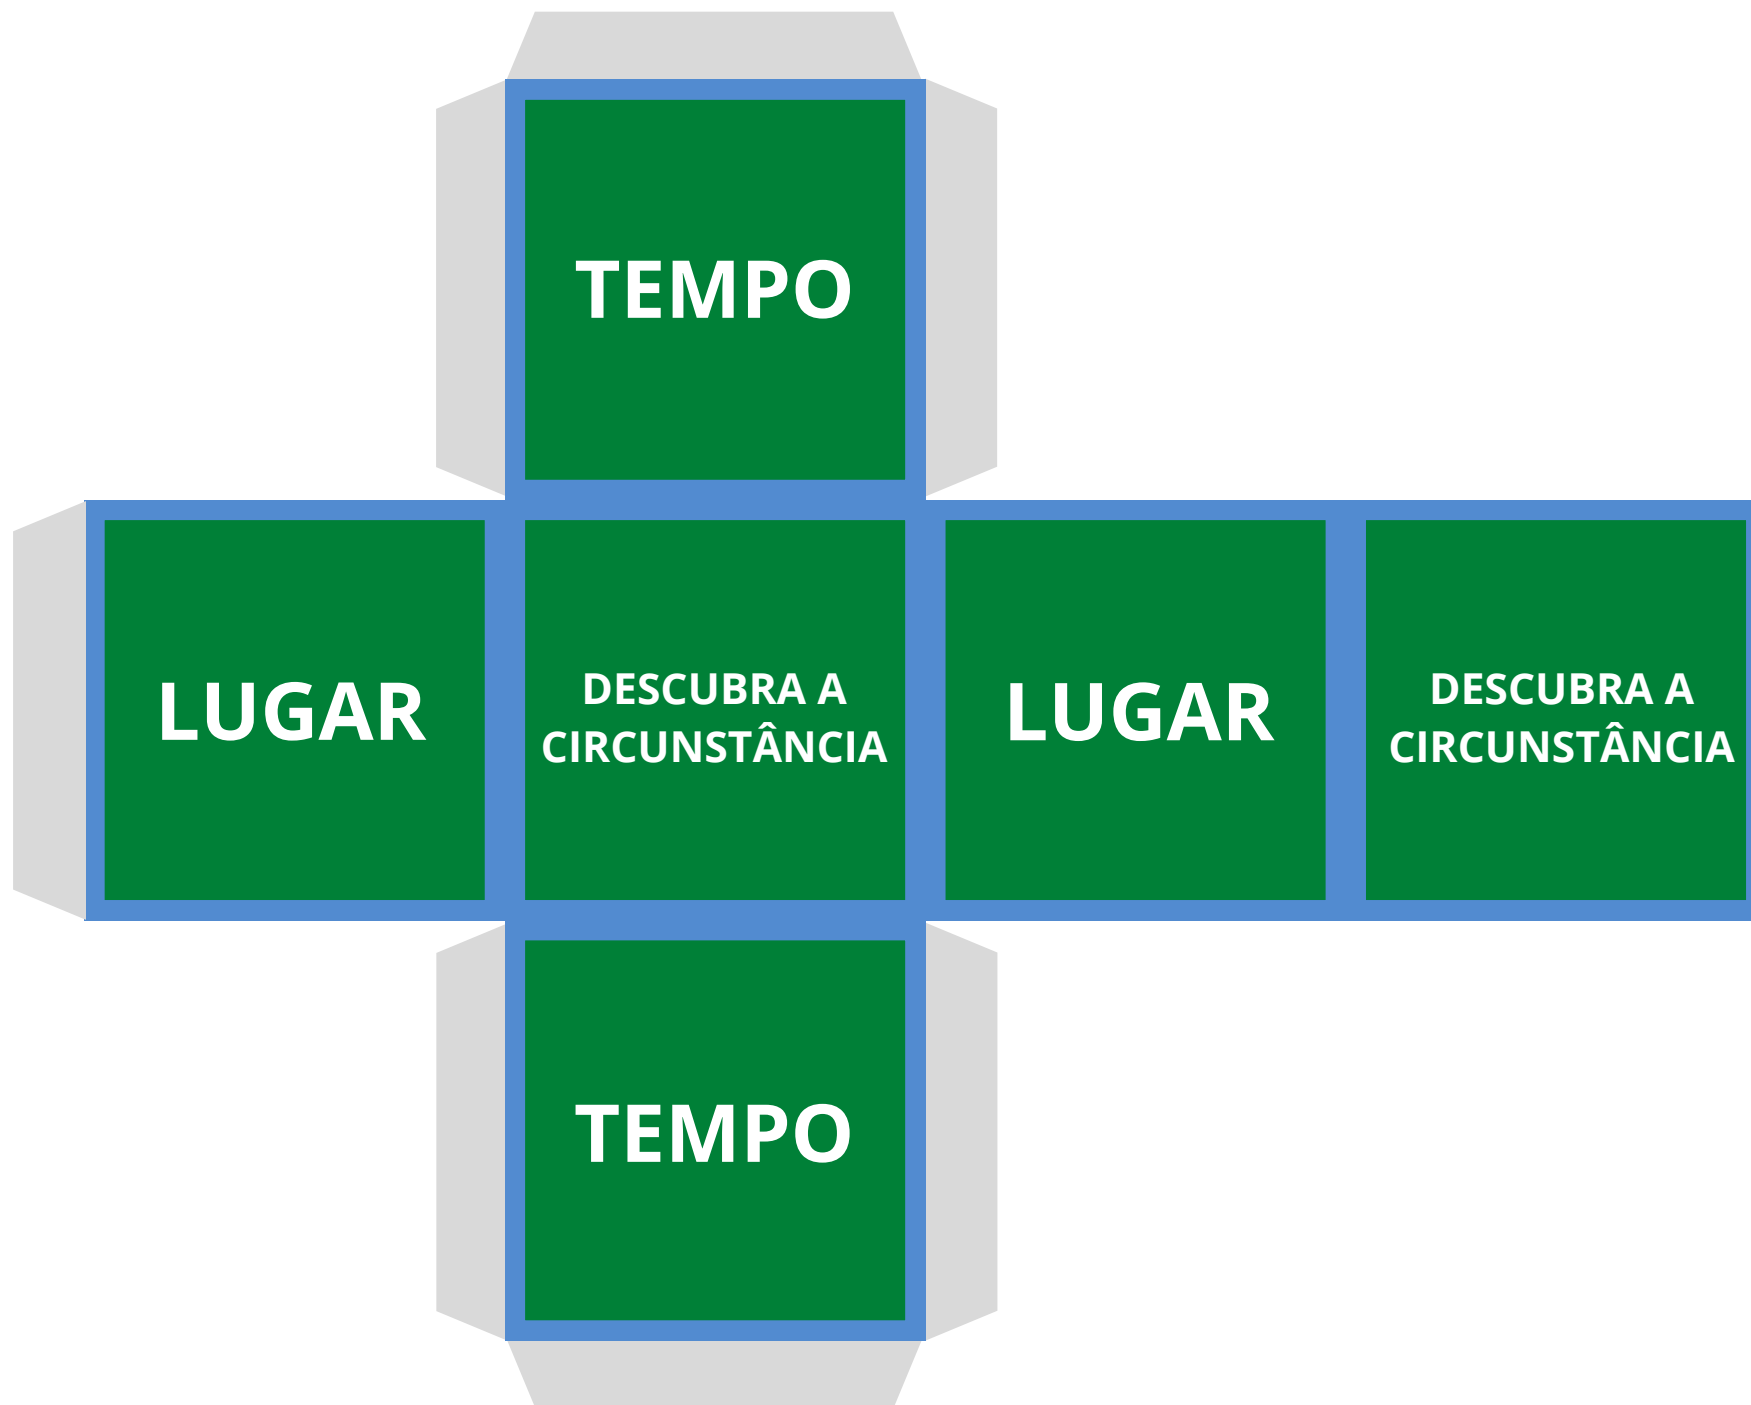 TEMPO
LUGAR
DESCUBRA A
CIRCUNSTÂNCIA
LUGAR
DESCUBRA A
CIRCUNSTÂNCIA
TEMPO